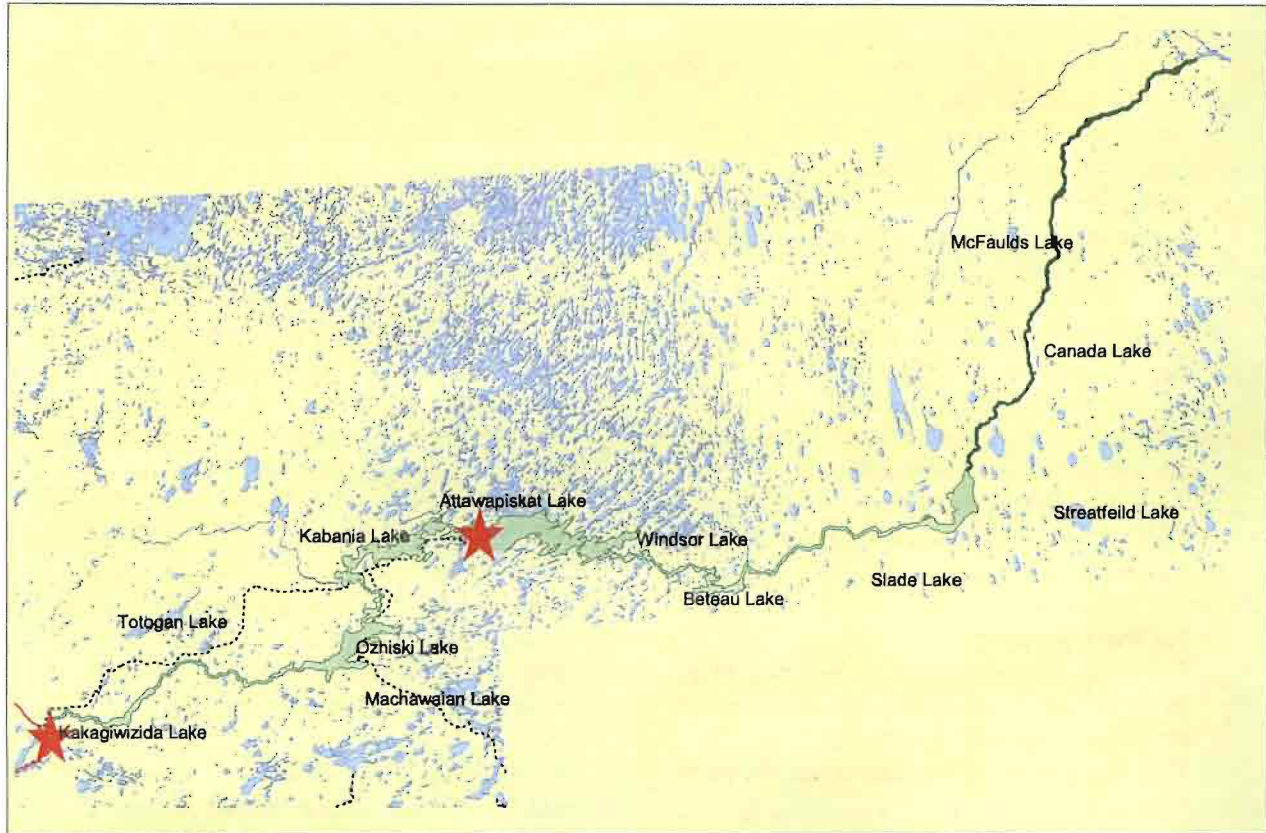 McFaulds Lake
Canada Lake
Attawapiskat Lake
Streatfeild Lake
Kabania Lake
Windsor Lake
Slade Lake
Beteau Lake
Totogan Lake
Ozhiski Lake
Machawaian Lake
Kakagiwizida Lake